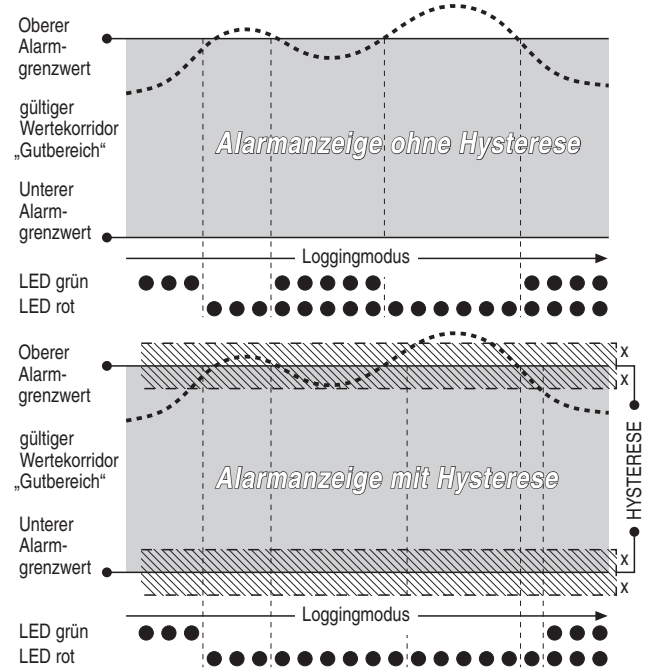 Oberer
Alarm-
grenzwert
gültiger
Wertekorridor
„Gutbereich“
Alarmanzeige ohne Hysterese
Unterer
Alarm-
grenzwert
Loggingmodus
LED grün
LED rot
Oberer
Alarm-
grenzwert
x
x
gültiger
Wertekorridor
„Gutbereich“
Alarmanzeige mit Hysterese
HYSTERESE
Unterer
Alarm-
grenzwert
x
x
Loggingmodus
LED grün
LED rot